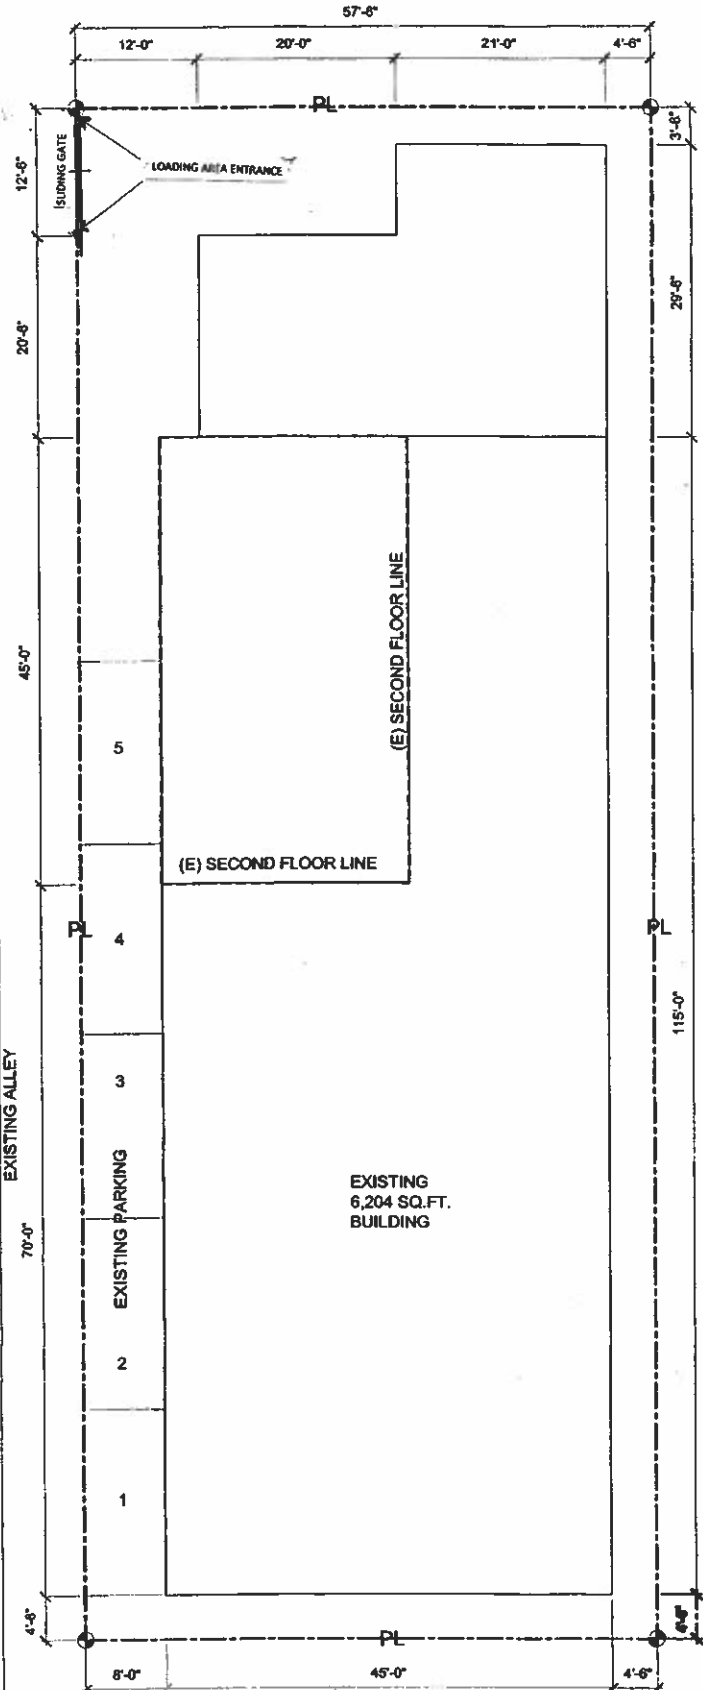 57'-6"
12'-0"
20'-0"
21'-0"
4'-6"
PL
3'-6"
12'-6"
SLIDING GATE
LOADING AREA ENTRANCE
20'-6"
29'-6"
45'-0"
(E) SECOND FLOOR LINE
5
(E) SECOND FLOOR LINE
PL
4
PL
115'-0"
EXISTING ALLEY
3
EXISTING PARKING
EXISTING
6,204 SQ.FT.
BUILDING
70'-0"
2
1
4'-6"
PL
8'-0"
45'-0"
4'-6"